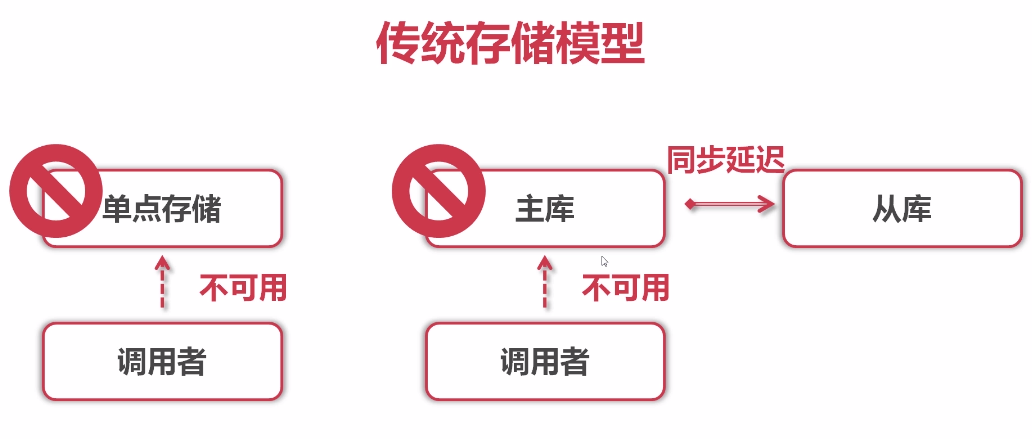 传统存储模型
同步延迟
单点存储
主库
从库
不可用
不可用
调用者
调用者